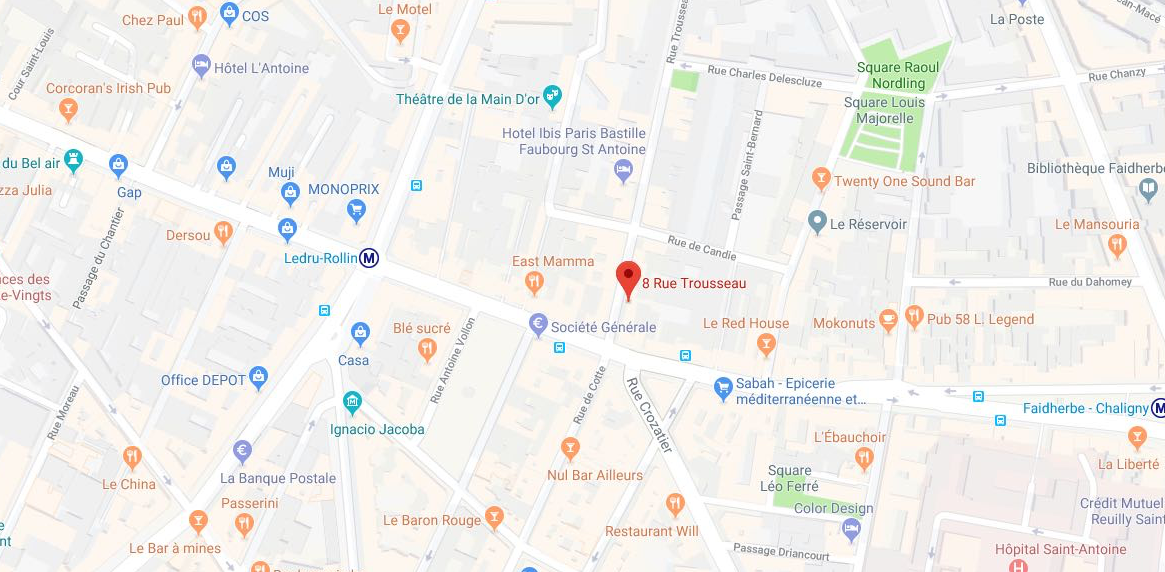 Chez Paul
COS
Le Motel
La Poste
Jean-Macé
Cour Saint-Louis
Hôtel L'Antoine
Rue Trousseau
Rue Charles Delescluze
Square Raoul
Nordling
Rue Chanzy
Corcoran's Irish Pub
Théâtre de la Main D'or
Square Louis
Majorelle
Hotel Ibis Paris Bastille
Faubourg St Antoine
Passage Saint-Bernard
du Bel air
zza Julia
Gap
Muji
MONOPRIX
Twenty One Sound Bar
Bibliothèque Faidherbe
Le Réservoir
Le Mansouria
Passage du Chantier
Dersou
Rue de Candie
Ledru-Rollin
M
East Mamma
8 Rue Trousseau
Rue du Dahomey
ces des
e-Vingts
Société Générale
Le Red House
Mokonuts
Pub 58 L Legend
Blé sucré
Casa
Rue Antoine Vollon
Office DEPOT
Rue Moreau
Rue de Cotte
Rue Crozatier
Sabah - Epicerie
méditerranéenne et...
Faidherbe - Chaligny
M
Ignacio Jacoba
L'Ébauchoir
La Liberté
Le China
La Banque Postale
Nul Bar Ailleurs
Square
Léo Ferré
Color Design
Crédit Mutuel
Reuilly Saint
Passerini
Le Baron Rouge
Restaurant Will
Le Bar à mines
Passage Driancourt
Hôpital Saint-Antoine
H